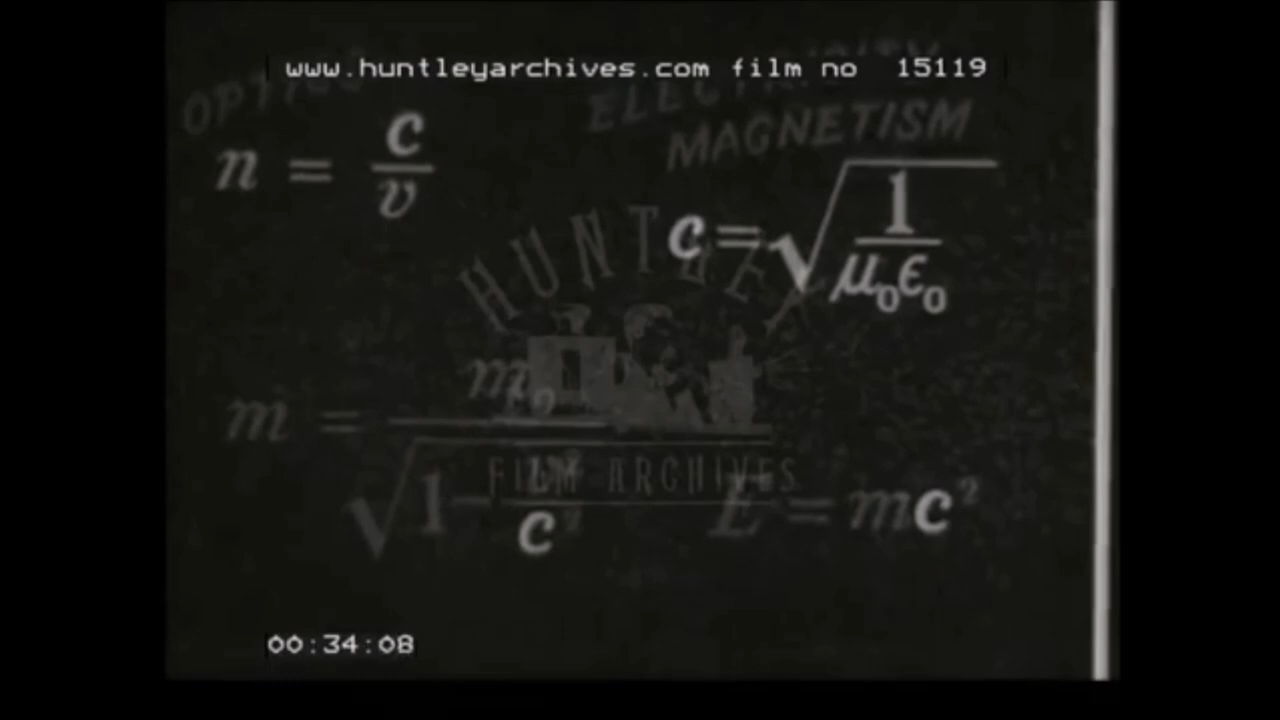 www.huntleyarchives.com film no 15119
OPTICS
ELECTRICITY
MAGNETISM
n = c/v
c = √(1/μ₀ϵ₀)
HUNTLEY
m = m₀/√(1-v²/c²)
FILM ARCHIVES
E = mc²
00:34:08